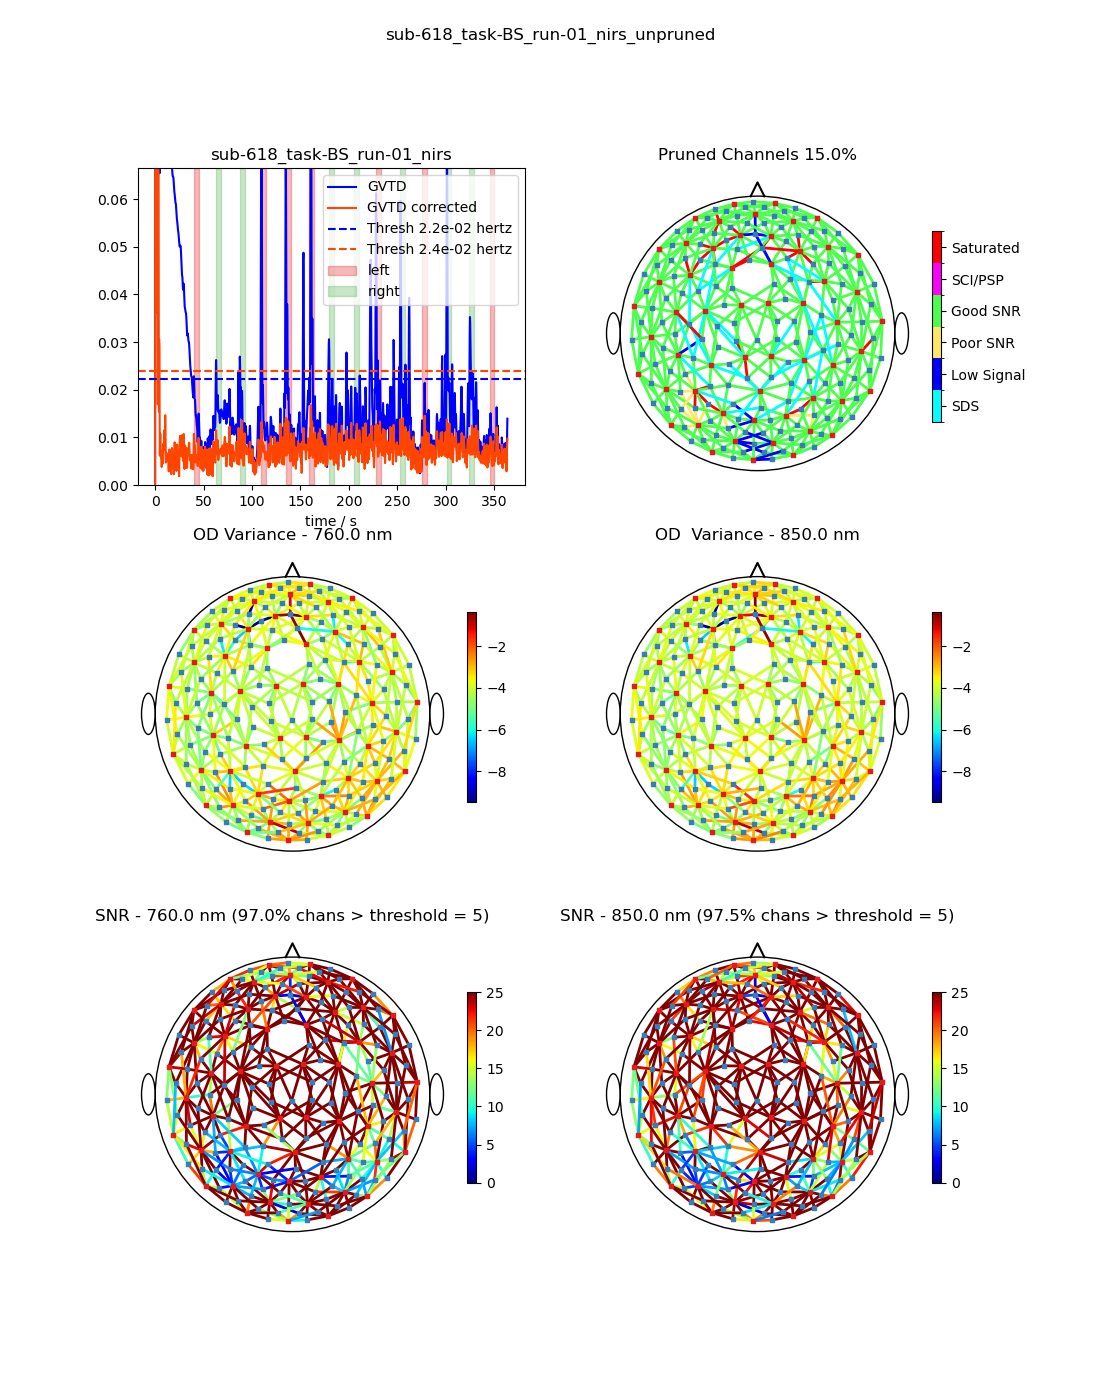 sub-618_task-BS_run-01_nirs_unpruned
sub-618_task-BS_run-01_nirs
0.06
0.05
0.04
0.03
0.02
0.01
0.00
0 50 100 150 200 250 300 350
time / s
GVTD
GVTD corrected
Thresh 2.2e-02 hertz
Thresh 2.4e-02 hertz
left
right
Pruned Channels 15.0%
Saturated
SCI/PSP
Good SNR
Poor SNR
Low Signal
SDS
OD Variance - 760.0 nm
−2
−4
−6
−8
OD  Variance - 850.0 nm
−2
−4
−6
−8
SNR - 760.0 nm (97.0% chans > threshold = 5)
25
20
15
10
5
0
SNR - 850.0 nm (97.5% chans > threshold = 5)
25
20
15
10
5
0